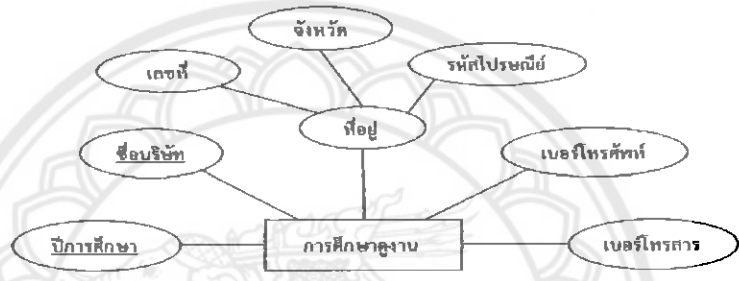 จังหวัด
เลขที่
รหัสไปรษณีย์
ที่อยู่
ชื่อบริษัท
เบอร์โทรศัพท์
ปีการศึกษา
การศึกษาดูงาน
เบอร์โทรสาร